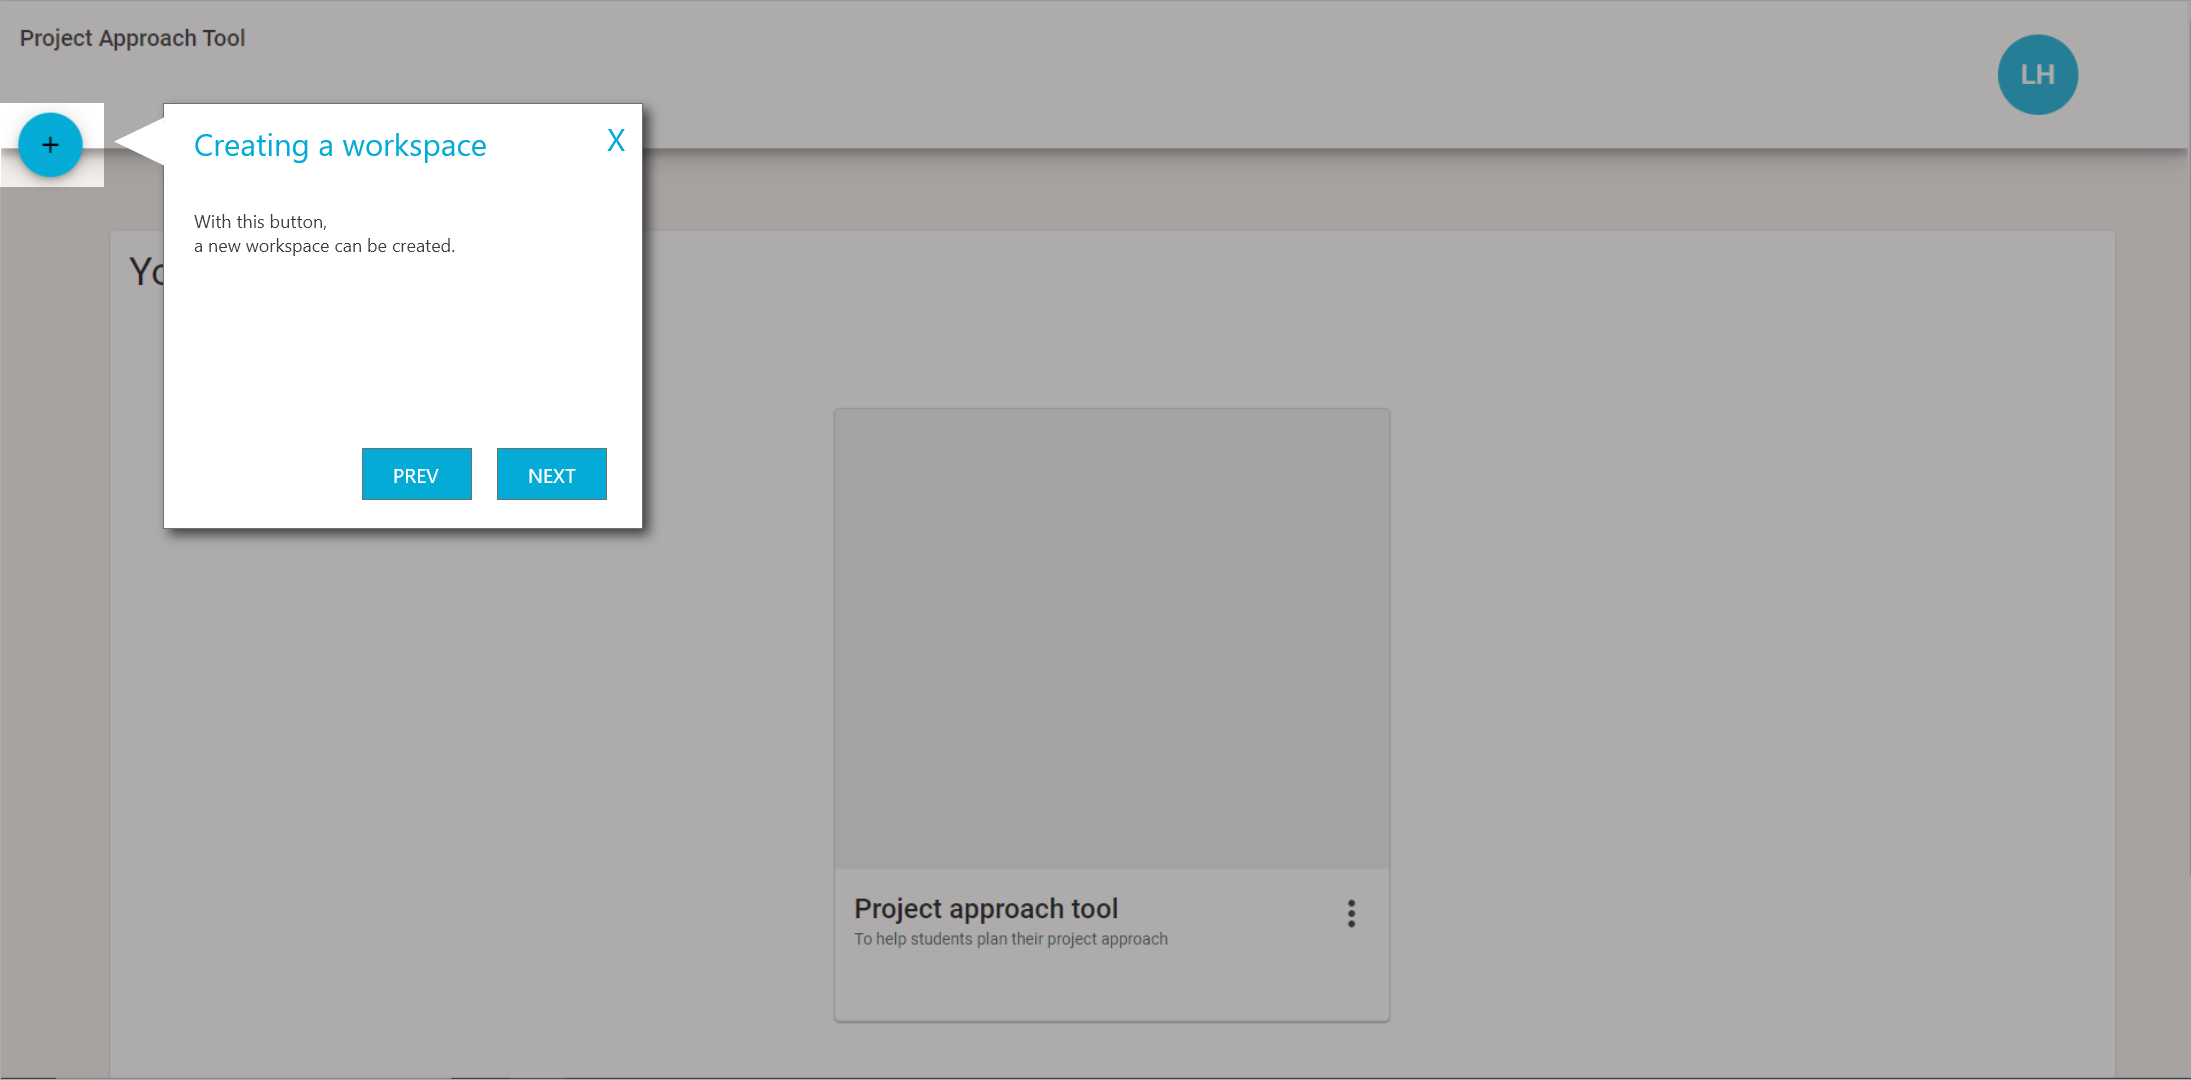 Project Approach Tool
LH
+
Creating a workspace
X
With this button,
a new workspace can be created.
PREV
NEXT
Project approach tool
To help students plan their project approach